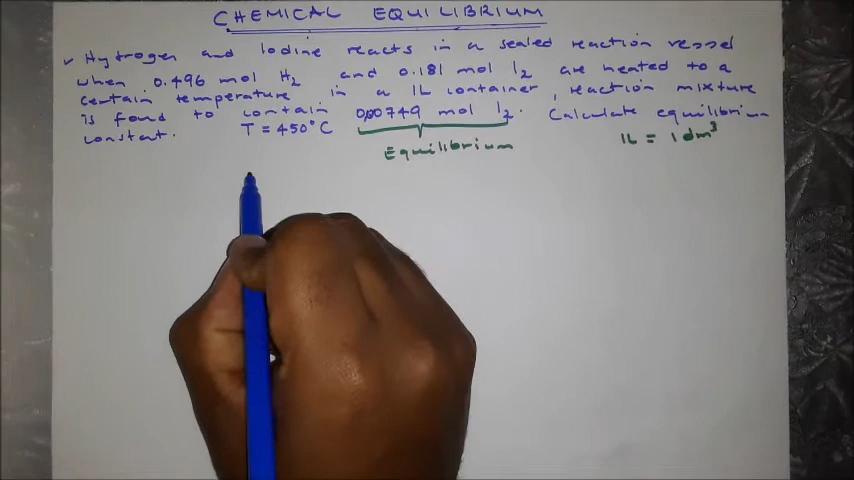 CHEMICAL EQUILIBRIUM
✓ Hydrogen and Iodine reacts in a sealed reaction vessel
when 0.496 mol H₂ and 0.181 mol I₂ are heated to a
certain temperature in a 1L container, reaction mixture
is found to contain 0.00749 mol I₂. Calculate equilibrium
constant. T = 450°C
Equilibrium
1L = 1 dm³